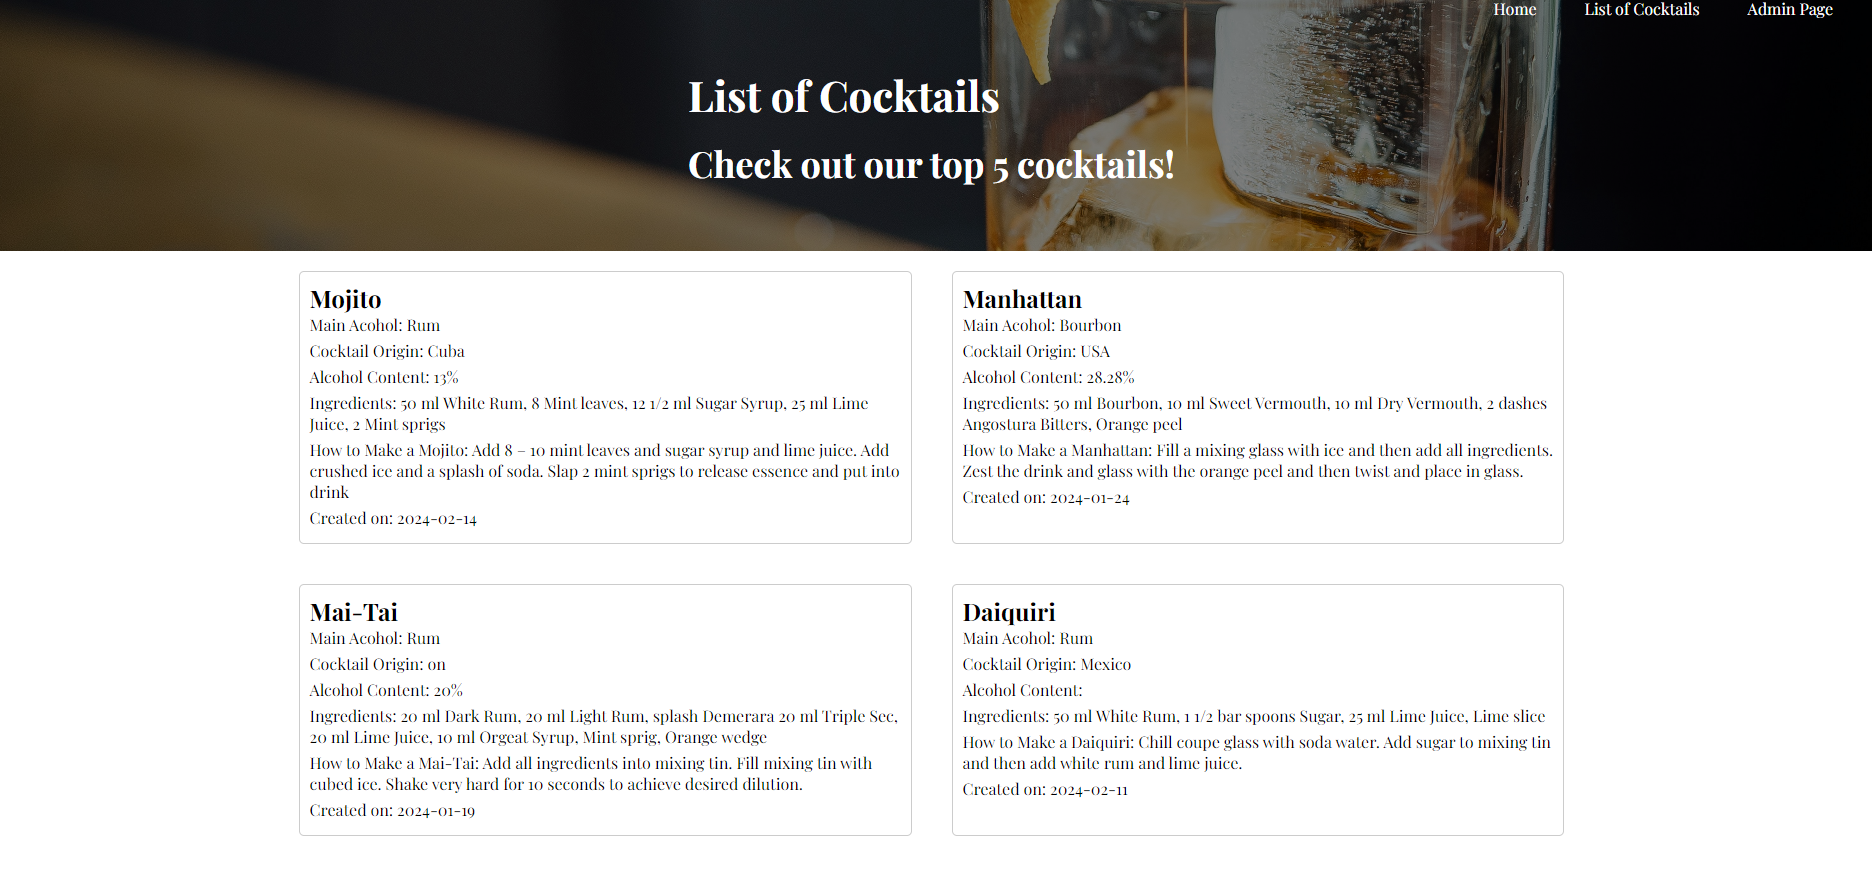 Home List of Cocktails Admin Page
List of Cocktails
Check out our top 5 cocktails!
Mojito
Main Acohol: Rum
Cocktail Origin: Cuba
Alcohol Content: 13%
Ingredients: 50 ml White Rum, 8 Mint leaves, 12 1/2 ml Sugar Syrup, 25 ml Lime
Juice, 2 Mint sprigs
How to Make a Mojito: Add 8 – 10 mint leaves and sugar syrup and lime juice. Add
crushed ice and a splash of soda. Slap 2 mint sprigs to release essence and put into
drink
Created on: 2024-02-14
Manhattan
Main Acohol: Bourbon
Cocktail Origin: USA
Alcohol Content: 28.28%
Ingredients: 50 ml Bourbon, 10 ml Sweet Vermouth, 10 ml Dry Vermouth, 2 dashes
Angostura Bitters, Orange peel
How to Make a Manhattan: Fill a mixing glass with ice and then add all ingredients.
Zest the drink and glass with the orange peel and then twist and place in glass.
Created on: 2024-01-24
Mai-Tai
Main Acohol: Rum
Cocktail Origin: on
Alcohol Content: 20%
Ingredients: 20 ml Dark Rum, 20 ml Light Rum, splash Demerara 20 ml Triple Sec,
20 ml Lime Juice, 10 ml Orgeat Syrup, Mint sprig, Orange wedge
How to Make a Mai-Tai: Add all ingredients into mixing tin. Fill mixing tin with
cubed ice. Shake very hard for 10 seconds to achieve desired dilution.
Created on: 2024-01-19
Daiquiri
Main Acohol: Rum
Cocktail Origin: Mexico
Alcohol Content:
Ingredients: 50 ml White Rum, 1 1/2 bar spoons Sugar, 25 ml Lime Juice, Lime slice
How to Make a Daiquiri: Chill coupe glass with soda water. Add sugar to mixing tin
and then add white rum and lime juice.
Created on: 2024-02-11